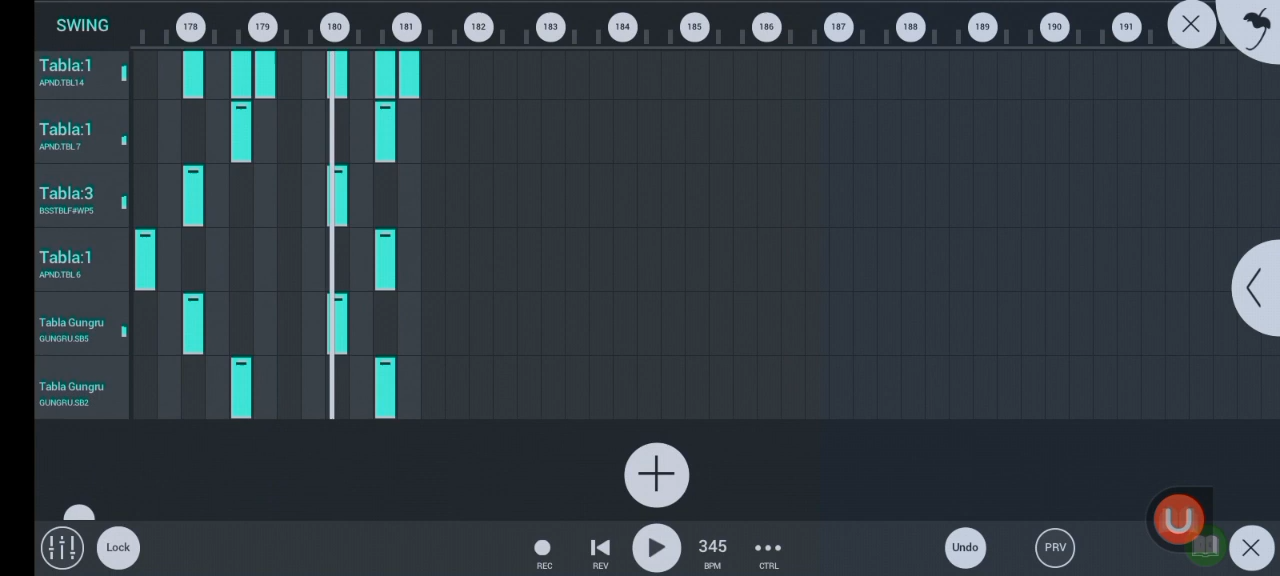 SWING
178 179 180 181 182 183 184 185 186 187 188 189 190 191
Tabla:1
APND.TBL14
Tabla:1
APND.TBL7
Tabla:3
BSSTBLF#WP5
Tabla:1
APND.TBL6
Tabla Gungru
GUNGRU.SB5
Tabla Gungru
GUNGRU.SB2
Lock
REC
REV
345
BPM
CTRL
Undo
PRV
U